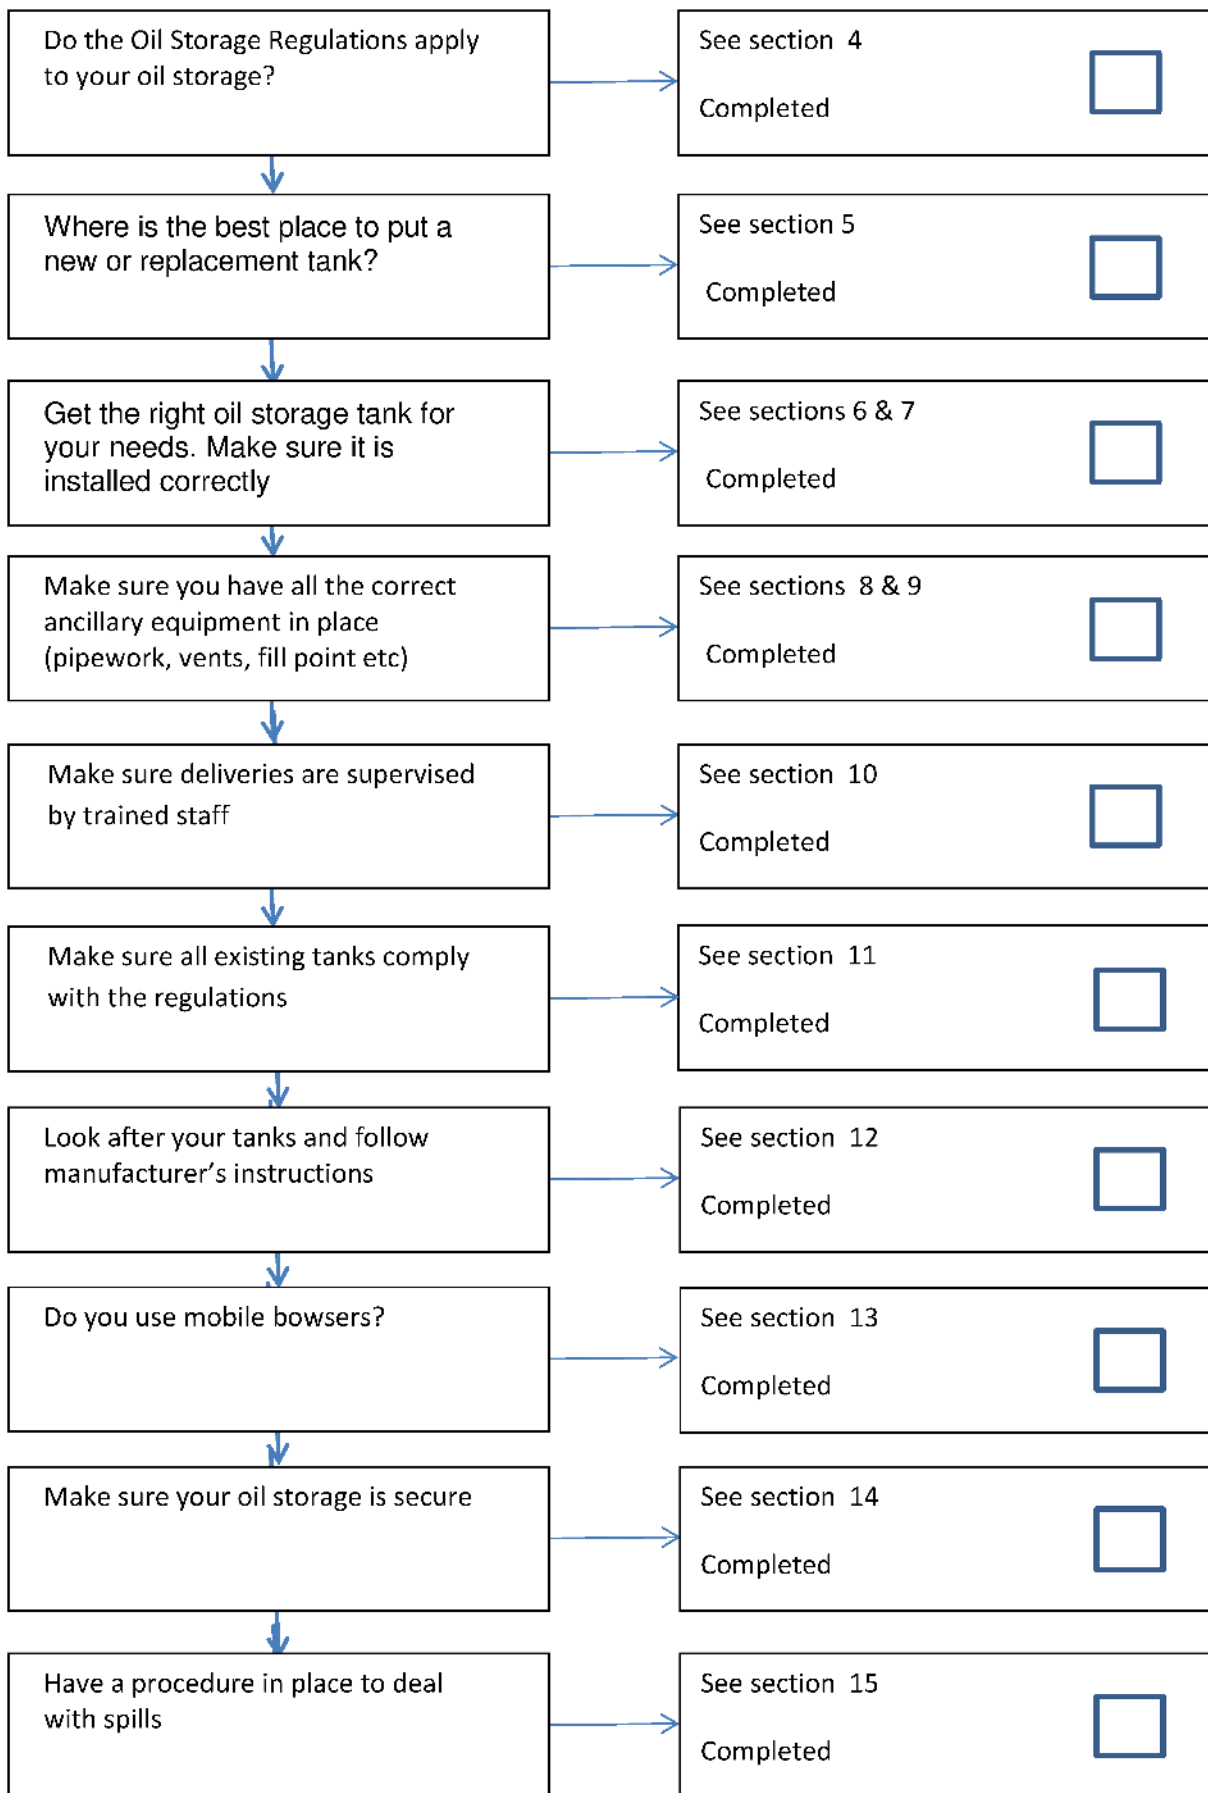 Do the Oil Storage Regulations apply
to your oil storage?
See section 4
Completed
Where is the best place to put a
new or replacement tank?
See section 5
Completed
Get the right oil storage tank for
your needs. Make sure it is
installed correctly
See sections 6 & 7
Completed
Make sure you have all the correct
ancillary equipment in place
(pipework, vents, fill point etc)
See sections 8 & 9
Completed
Make sure deliveries are supervised
by trained staff
See section 10
Completed
Make sure all existing tanks comply
with the regulations
See section 11
Completed
Look after your tanks and follow
manufacturer’s instructions
See section 12
Completed
Do you use mobile bowsers?
See section 13
Completed
Make sure your oil storage is secure
See section 14
Completed
Have a procedure in place to deal
with spills
See section 15
Completed